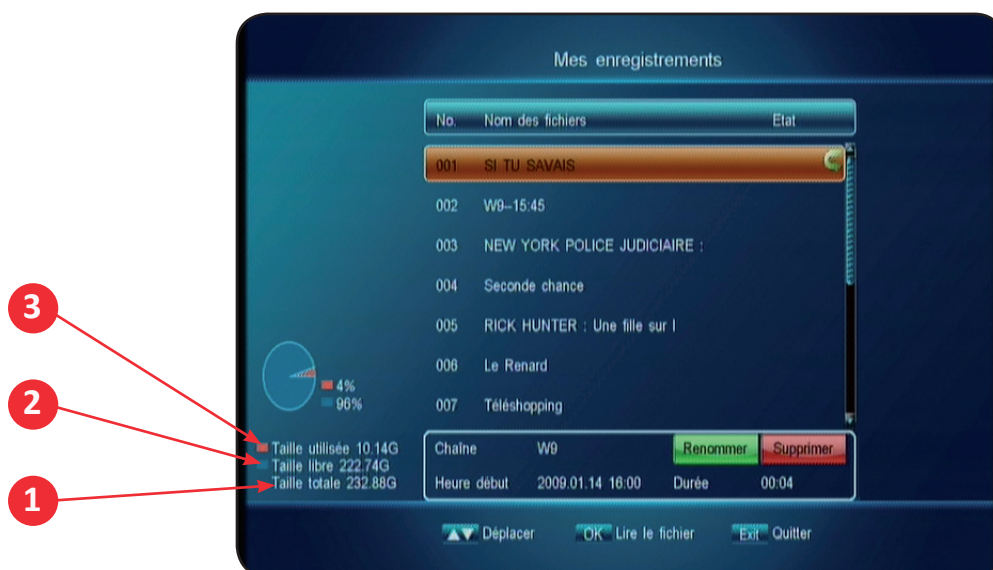 Mes enregistrements
No. Nom des fichiers Etat
001 SI TU SAVAIS
002 W9-15:45
003 NEW YORK POLICE JUDICIAIRE :
004 Seconde chance
005 RICK HUNTER : Une fille sur l
006 Le Renard
007 Téléshopping
3
2
1
4%
96%
Taille utilisée 10.14G
Taille libre 222.74G
Taille totale 232.88G
Chaîne W9 Renommer Supprimer
Heure début 2009.01.14 16:00 Durée 00:04
Déplacer OK Lire le fichier Exit Quitter